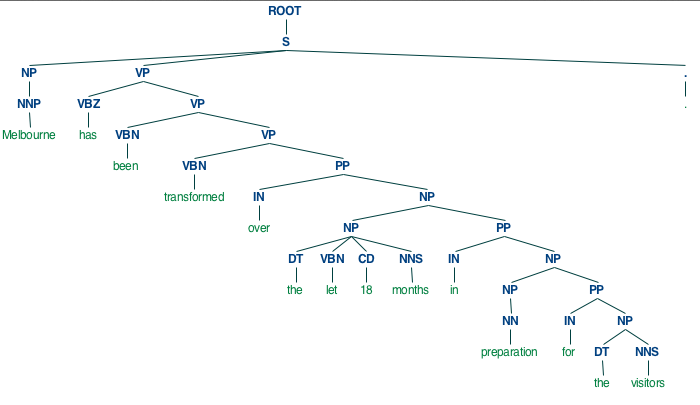 ROOT
S
NP VP .
NNP VBZ VP .
Melbourne has VBN VP
been VBN PP
transformed IN NP
over NP PP
DT VBN CD NNS IN NP
the let 18 months in NP PP
NN IN NP
preparation for DT NNS
the visitors